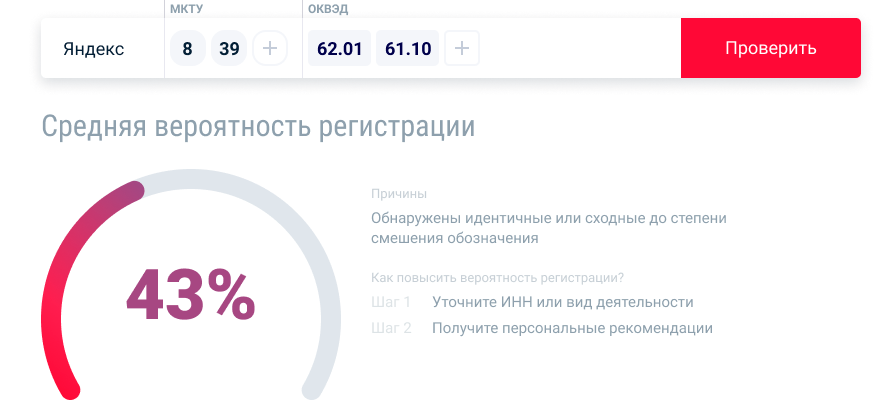 МКТУ ОКВЭД
Яндекс 8 39 + 62.01 61.10 + Проверить
Средняя вероятность регистрации
43%
Причины
Обнаружены идентичные или сходные до степени
смешения обозначения
Как повысить вероятность регистрации?
Шаг 1 Уточните ИНН или вид деятельности
Шаг 2 Получите персональные рекомендации